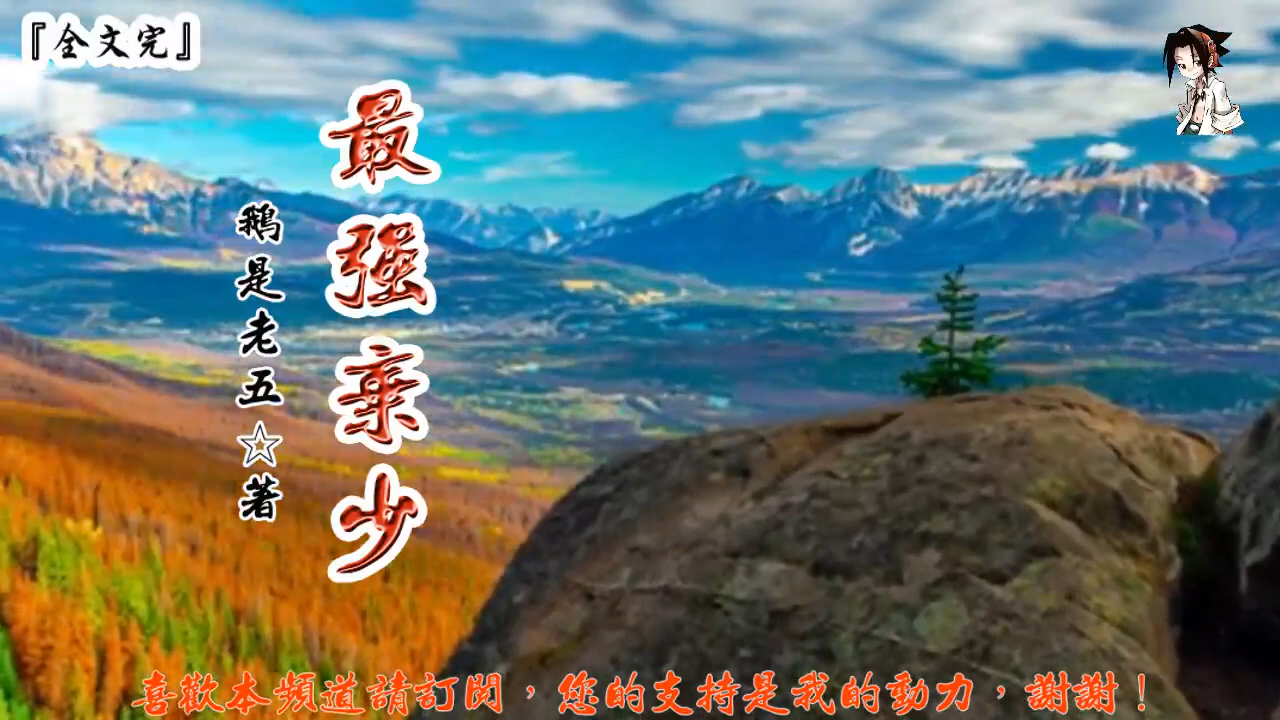 『全文完』
最強棄少
鵝是老五☆著
喜歡本頻道請訂閱，您的支持是我的動力，謝謝！